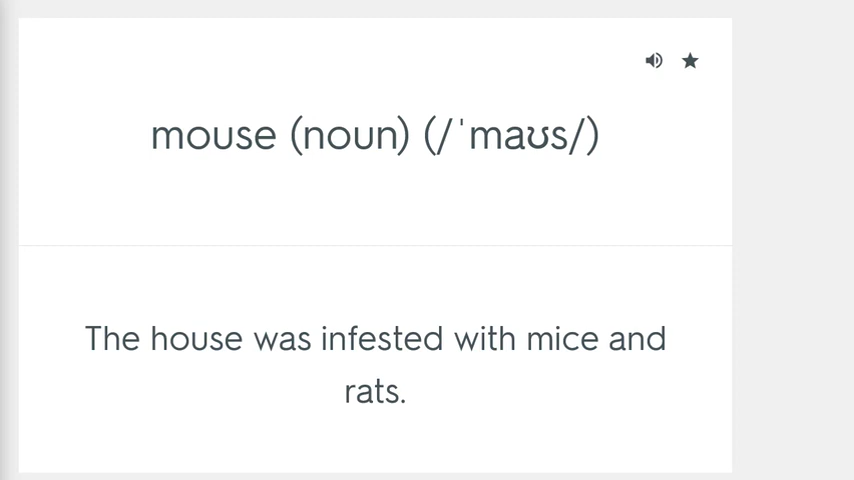 mouse (noun) (/ˈmaʊs/)
The house was infested with mice and
rats.